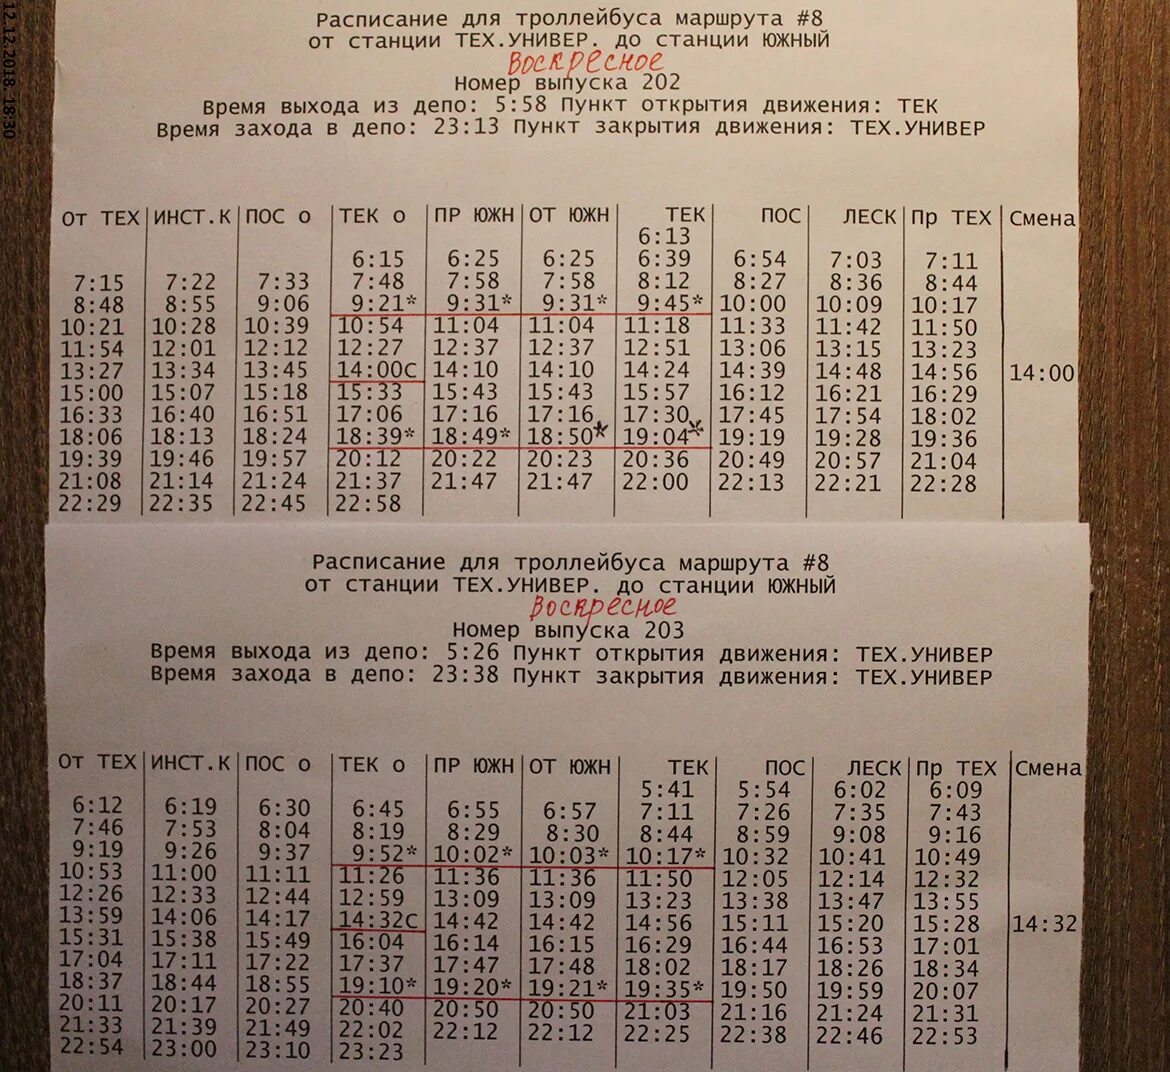 12.12.2018 18:30
Расписание для троллейбуса маршрута #8
от станции ТЕХ.УНИВЕР. до станции ЮЖНЫЙ
Воскресное
Номер выпуска 202
Время выхода из депо: 5:58 Пункт открытия движения: ТЕК
Время захода в депо: 23:13 Пункт закрытия движения: ТЕХ.УНИВЕР
От ТЕХ|ИНСТ.К|ПОС о |ТЕК о |ПР ЮЖН|ОТ ЮЖН| ТЕК| ПОС| ЛЕСК|Пр ТЕХ|Смена
6:13
6:15 6:25 6:25 6:39 6:54 7:03 7:11
7:15 7:22 7:33 7:48 7:58 7:58 8:12 8:27 8:36 8:44
8:48 8:55 9:06 9:21* 9:31* 9:31* 9:45* 10:00 10:09 10:17
10:21 10:28 10:39 10:54 11:04 11:04 11:18 11:33 11:42 11:50
11:54 12:01 12:12 12:27 12:37 12:37 12:51 13:06 13:15 13:23
13:27 13:34 13:45 14:00С 14:10 14:10 14:24 14:39 14:48 14:56 14:00
15:00 15:07 15:18 15:33 15:43 15:43 15:57 16:12 16:21 16:29
16:33 16:40 16:51 17:06 17:16 17:16 17:30 17:45 17:54 18:02
18:06 18:13 18:24 18:39* 18:49* 18:50* 19:04* 19:19 19:28 19:36
19:39 19:46 19:57 20:12 20:22 20:23 20:36 20:49 20:57 21:04
21:08 21:14 21:24 21:37 21:47 21:47 22:00 22:13 22:21 22:28
22:29 22:35 22:45 22:58
Расписание для троллейбуса маршрута #8
от станции ТЕХ.УНИВЕР. до станции ЮЖНЫЙ
Воскресное
Номер выпуска 203
Время выхода из депо: 5:26 Пункт открытия движения: ТЕХ.УНИВЕР
Время захода в депо: 23:38 Пункт закрытия движения: ТЕХ.УНИВЕР
От ТЕХ|ИНСТ.К|ПОС о |ТЕК о |ПР ЮЖН|ОТ ЮЖН| ТЕК| ПОС| ЛЕСК|Пр ТЕХ|Смена
5:41 5:54 6:02 6:09
6:12 6:19 6:30 6:45 6:55 6:57 7:11 7:26 7:35 7:43
7:46 7:53 8:04 8:19 8:29 8:30 8:44 8:59 9:08 9:16
9:19 9:26 9:37 9:52* 10:02* 10:03* 10:17* 10:32 10:41 10:49
10:53 11:00 11:11 11:26 11:36 11:36 11:50 12:05 12:14 12:32
12:26 12:33 12:44 12:59 13:09 13:09 13:23 13:38 13:47 13:55
13:59 14:06 14:17 14:32С 14:42 14:42 14:56 15:11 15:20 15:28 14:32
15:31 15:38 15:49 16:04 16:14 16:15 16:29 16:44 16:53 17:01
17:04 17:11 17:22 17:37 17:47 17:48 18:02 18:17 18:26 18:34
18:37 18:44 18:55 19:10* 19:20* 19:21* 19:35* 19:50 19:59 20:07
20:11 20:17 20:27 20:40 20:50 20:50 21:03 21:16 21:24 21:31
21:33 21:39 21:49 22:02 22:12 22:12 22:25 22:38 22:46 22:53
22:54 23:00 23:10 23:23